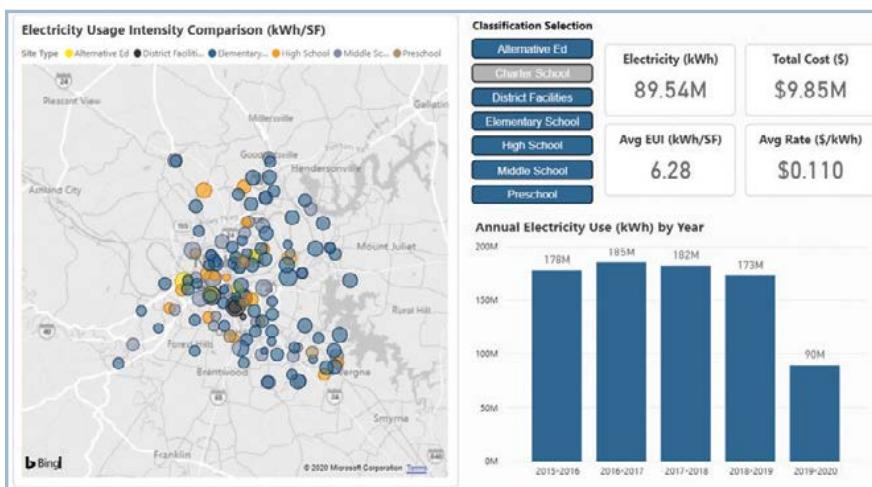 Electricity Usage Intensity Comparison (kWh/SF)
Site Type Alternative Ed District Faciliti... Elementary... High School Middle Sc... Preschool
24
Pleasant View
Gallatin
Millersville
Hendersonville
Ashland City
Mount Juliet
Rural Hill
40
Forest Hills
Brentwood
Vergne
Smyrna
Franklin
840
Bing
© 2020 Microsoft Corporation Terms
Classification Selection
Alternative Ed
Charter School
District Facilities
Elementary School
High School
Middle School
Preschool
Electricity (kWh)
89.54M
Total Cost ($)
$9.85M
Avg EUI (kWh/SF)
6.28
Avg Rate ($/kWh)
$0.110
Annual Electricity Use (kWh) by Year
200M
150M
100M
50M
0M
178M
185M
182M
173M
90M
2015-2016
2016-2017
2017-2018
2018-2019
2019-2020